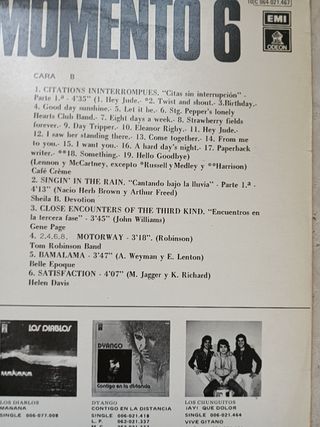 10C 064 021.467
MOMENTO 6
EMI
ODEON
CARA B
1. CITATIONS ININTERROMPUES. "Citas sin interrupción" -
Parte 1.ª - 4'35" (1. Hey Jude.- *2. Twist and shout.- 3.Birthday.-
4. Good day sunshine.- 5. Let it be.- 6. Stg. Pepper's lonely
Hearts Club Band.- 7. Eight days a week.- 8. Strawberry fields
forever.- 9. Day Tripper.- 10. Eleanor Rigby.- 11. Hey Jude.-
12. I saw her standing there.- 13. Come together.- 14. From me
to you.- 15. I want you.- 16. A hard day's night.- 17. Paperback
writer.- **18. Something.- 19. Hello Goodbye)
(Lennon y McCartney, excepto *Russell y Medley y **Harrison)
Café Crème
2. SINGIN' IN THE RAIN. "Cantando bajo la lluvia" - Parte 1.ª -
4'13" (Nacio Herb Brown y Arthur Freed)
Sheila B. Devotion
3. CLOSE ENCOUNTERS OF THE THIRD KIND. "Encuentros en
la tercera fase" - 3'45" (John Williams)
Gene Page
4. 2.4.6.8. MOTORWAY - 3'18". (Robinson)
Tom Robinson Band
5. BAMALAMA - 3'47" (A. Weyman y E. Lenton)
Belle Epoque
6. SATISFACTION - 4'07" (M. Jagger y K. Richard)
Helen Davis
LOS DIABLOS
DYANGO
Contigo en la distancia
LOS DIABLOS
MAÑANA
SINGLE 006-077.008
DYANGO
CONTIGO EN LA DISTANCIA
SINGLE 006-021.418
L. P. 063-021.337
LOS CHUNGUITOS
¡AY! QUE DOLOR
SINGLE 006-021.464
VIVE GITANO